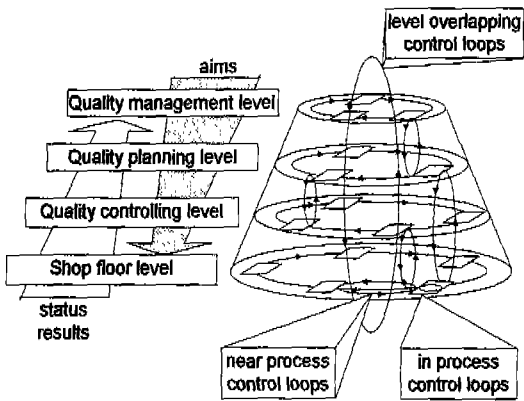 level overlapping
control loops
aims
Quality management level
Quality planning level
Quality controlling level
Shop floor level
status
results
near process
control loops
in process
control loops